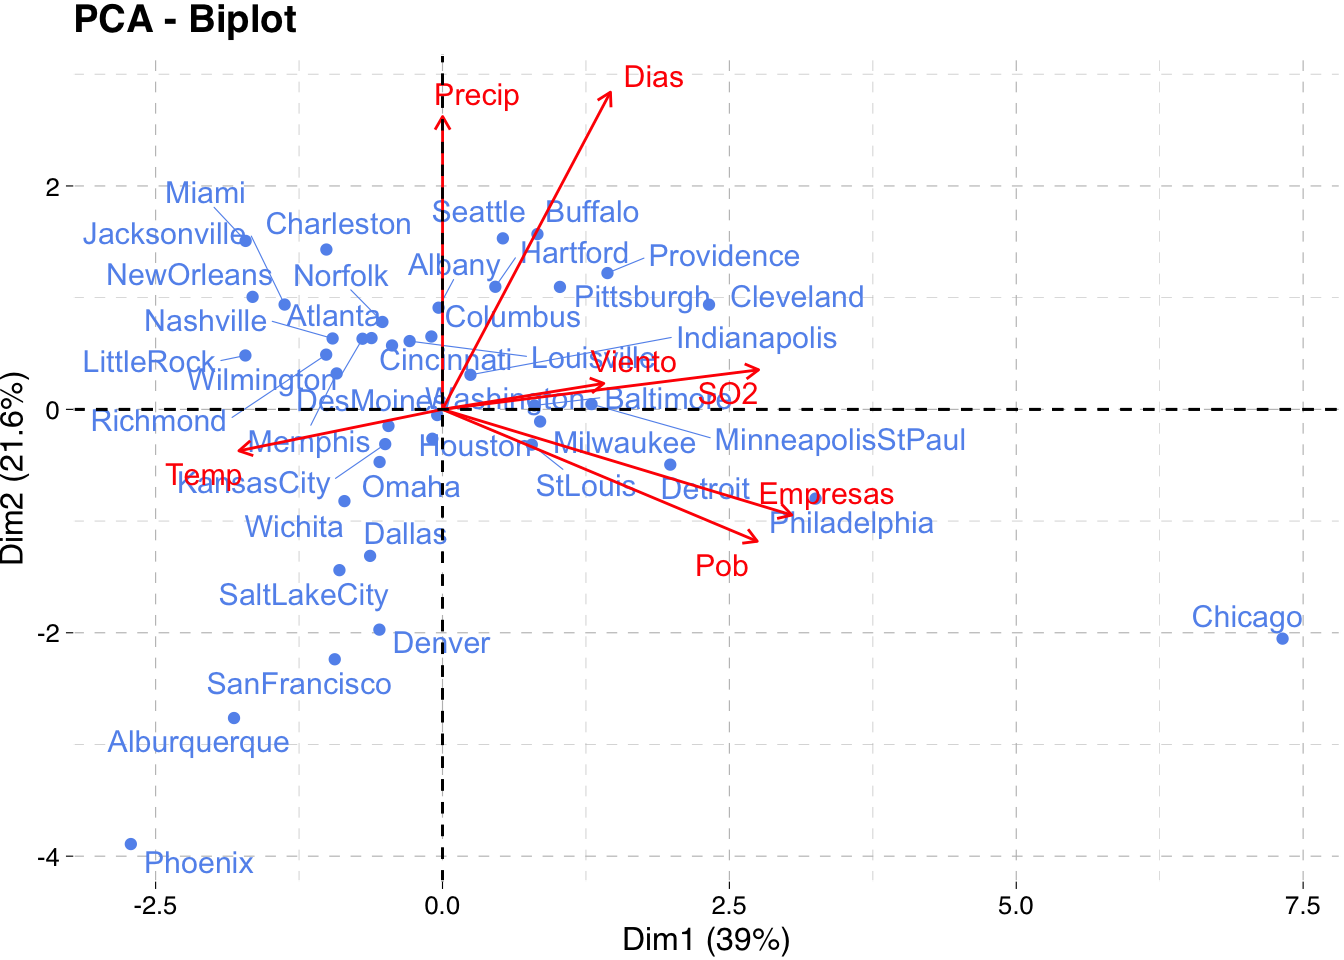 PCA - Biplot
Dias
Precip
Miami
Seattle
Buffalo
Charleston
Jacksonville
Hartford
Providence
Albany
NewOrleans
Norfolk
Pittsburgh
Cleveland
Nashville
Atlanta
Columbus
Indianapolis
LittleRock
Cincinnati
Louisville
Viento
Wilmington
SO2
DesMoines
Washington
Baltimore
Richmond
Memphis
Houston
Milwaukee
MinneapolisStPaul
Temp
KansasCity
Omaha
StLouis
Detroit
Empresas
Wichita
Dallas
Philadelphia
Pob
SaltLakeCity
Chicago
Denver
SanFrancisco
Alburquerque
Phoenix
2
0
-2
-4
Dim2 (21.6%)
-2.5
0.0
2.5
5.0
7.5
Dim1 (39%)